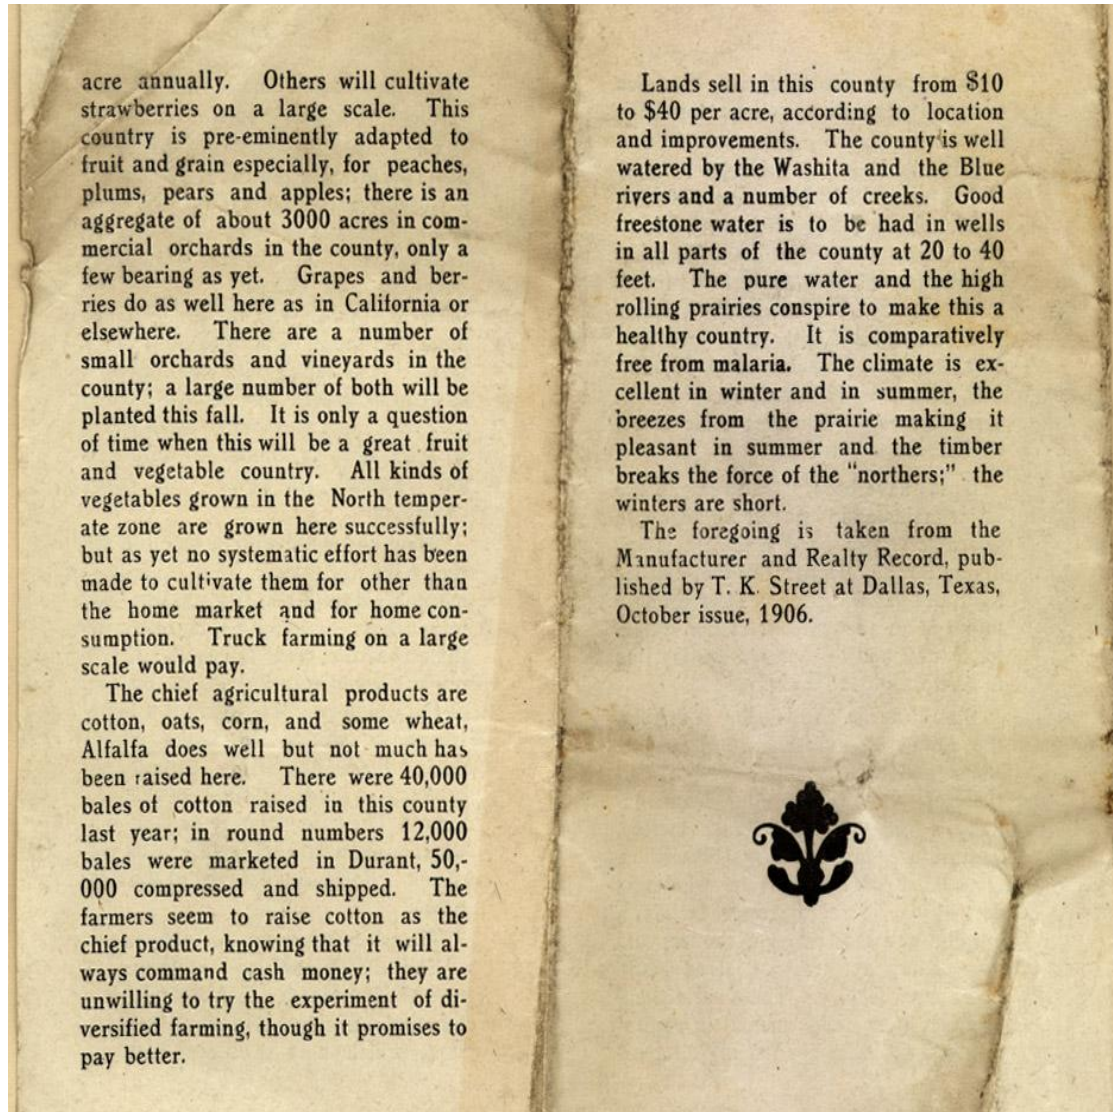 acre annually. Others will cultivate
strawberries on a large scale. This
country is pre-eminently adapted to
fruit and grain especially, for peaches,
plums, pears and apples; there is an
aggregate of about 3000 acres in com-
mercial orchards in the county, only a
few bearing as yet. Grapes and ber-
ries do as well here as in California or
elsewhere. There are a number of
small orchards and vineyards in the
county; a large number of both will be
planted this fall. It is only a question
of time when this will be a great fruit
and vegetable country. All kinds of
vegetables grown in the North temper-
ate zone are grown here successfully;
but as yet no systematic effort has been
made to cultivate them for other than
the home market and for home con-
sumption. Truck farming on a large
scale would pay.
The chief agricultural products are
cotton, oats, corn, and some wheat,
Alfalfa does well but not much has
been raised here. There were 40,000
bales of cotton raised in this county
last year; in round numbers 12,000
bales were marketed in Durant, 50,-
000 compressed and shipped. The
farmers seem to raise cotton as the
chief product, knowing that it will al-
ways command cash money; they are
unwilling to try the experiment of di-
versified farming, though it promises to
pay better.
Lands sell in this county from $10
to $40 per acre, according to location
and improvements. The county is well
watered by the Washita and the Blue
rivers and a number of creeks. Good
freestone water is to be had in wells
in all parts of the county at 20 to 40
feet. The pure water and the high
rolling prairies conspire to make this a
healthy country. It is comparatively
free from malaria. The climate is ex-
cellent in winter and in summer, the
breezes from the prairie making it
pleasant in summer and the timber
breaks the force of the "northers;" the
winters are short.
The foregoing is taken from the
Manufacturer and Realty Record, pub-
lished by T. K. Street at Dallas, Texas,
October issue, 1906.